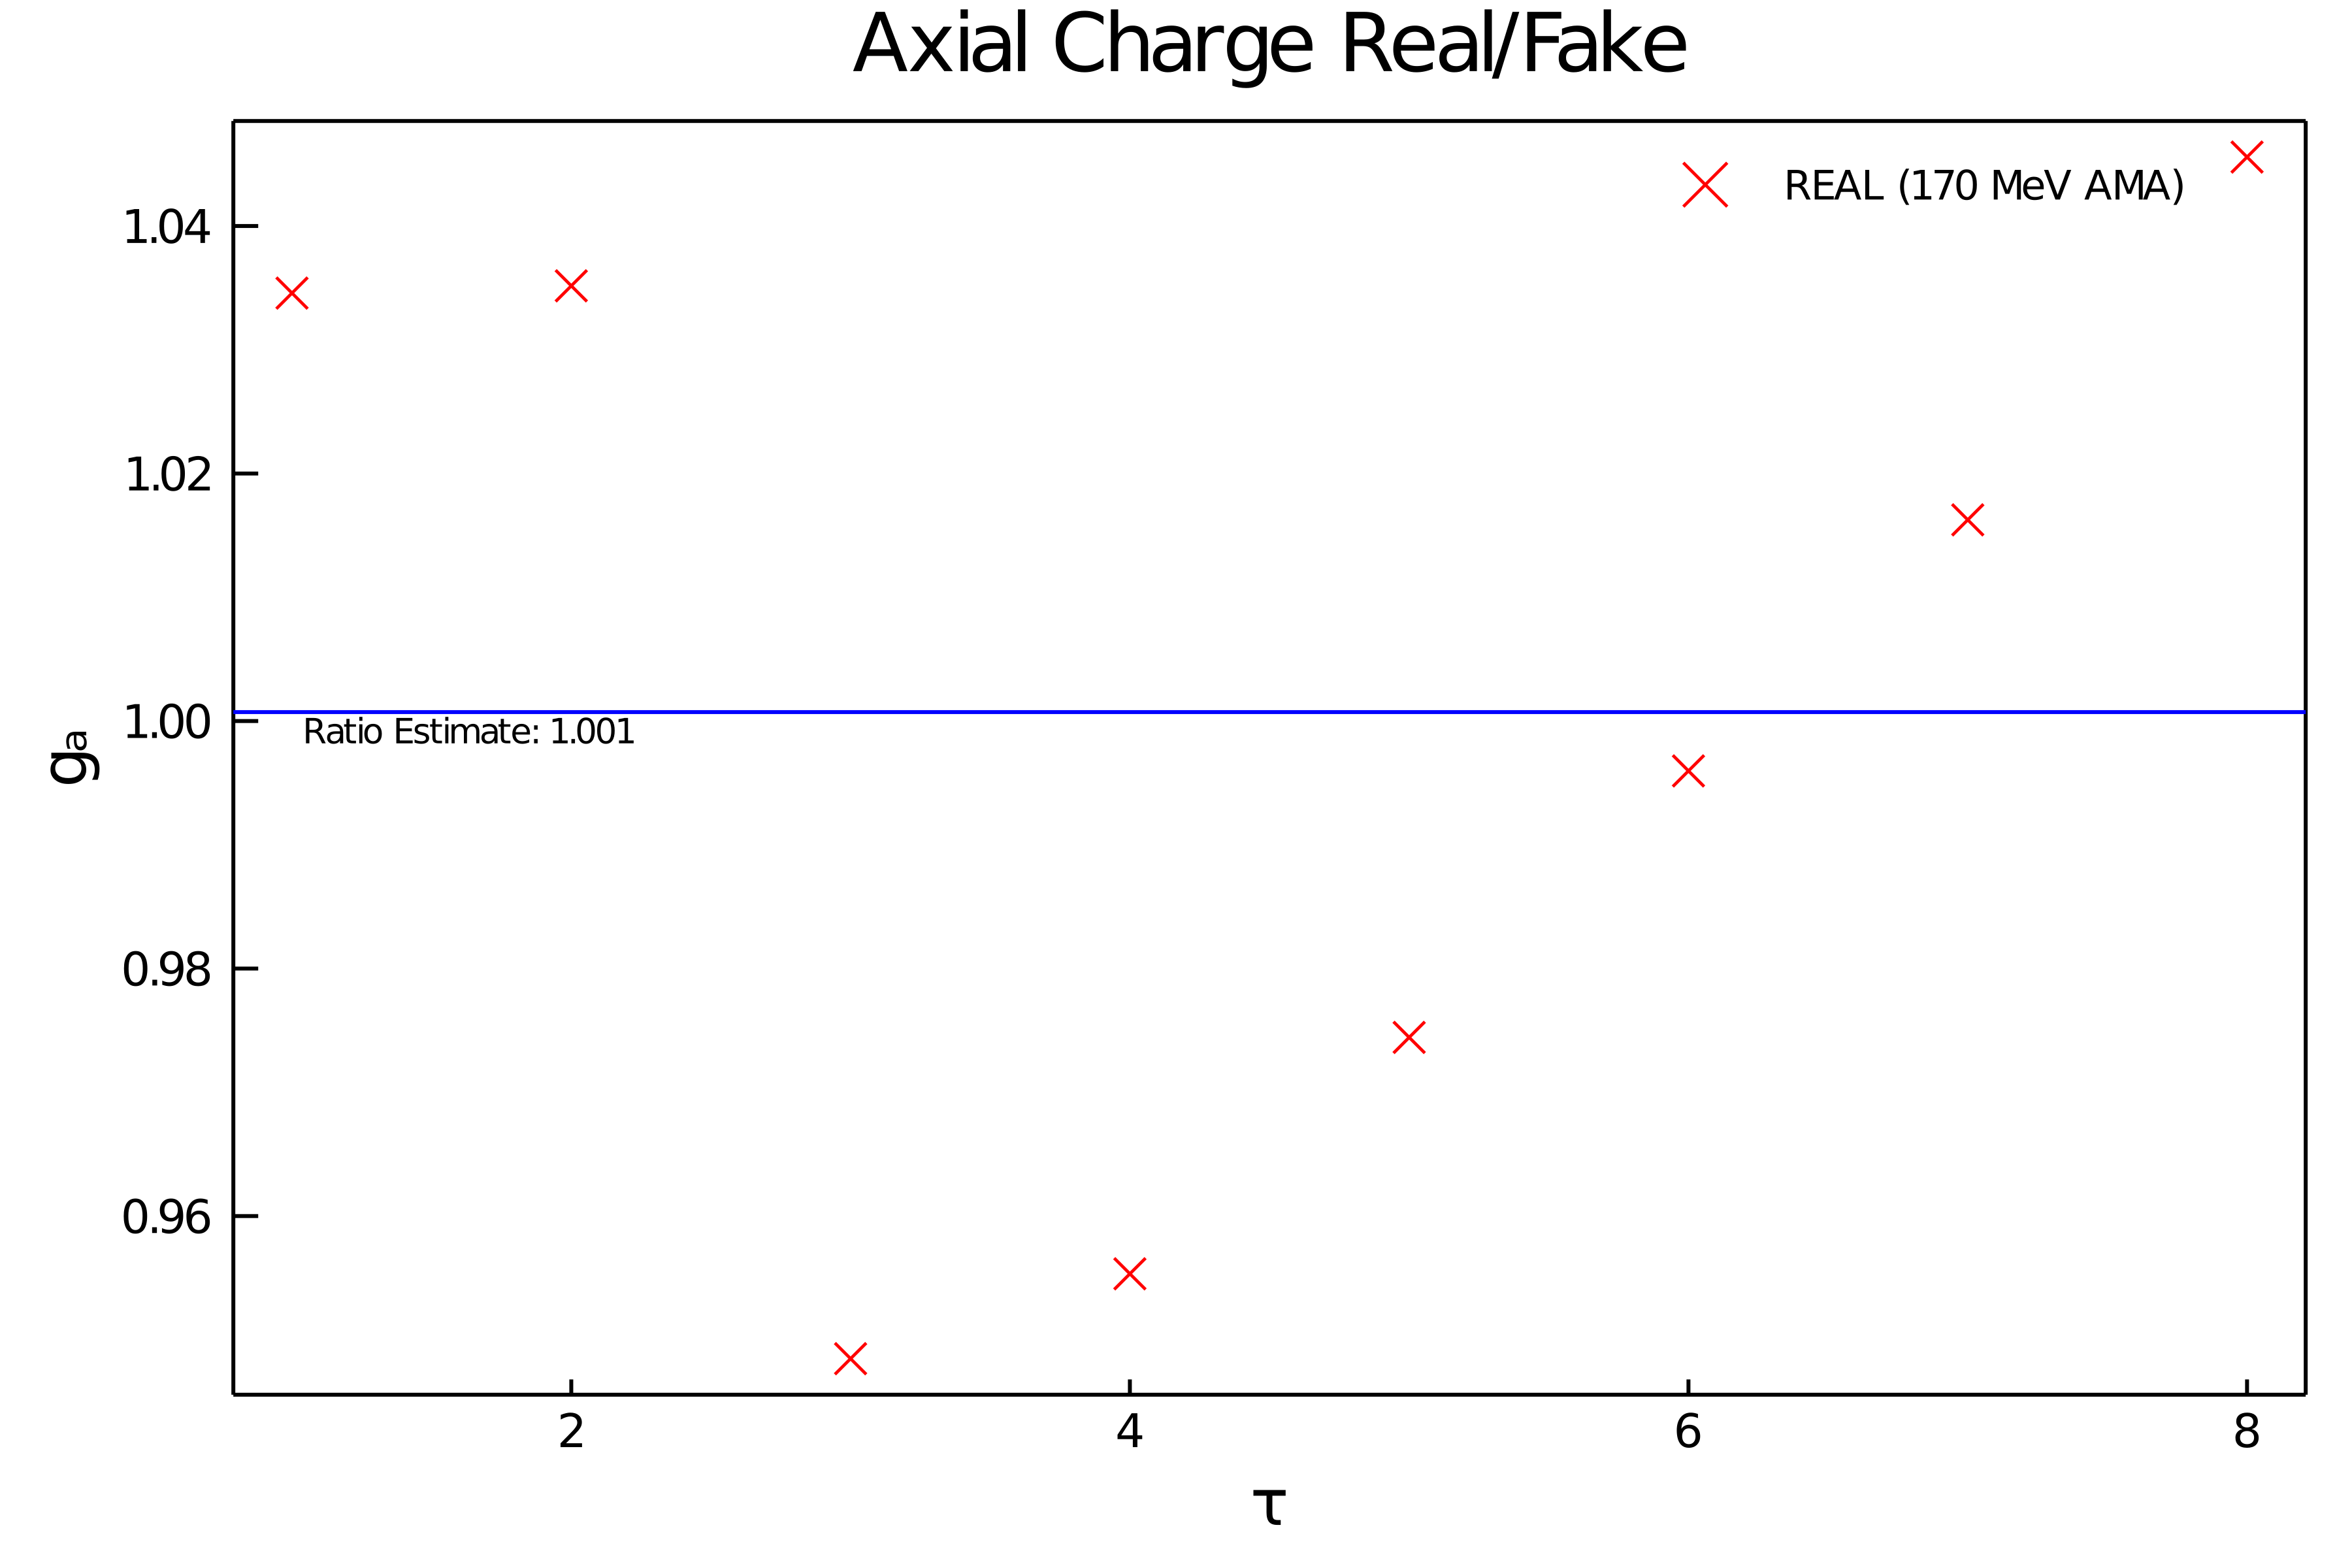 Axial Charge Real/Fake
REAL (170 MeV AMA)
1.04
1.02
1.00
0.98
0.96
gₐ
Ratio Estimate: 1.001
2
4
6
8
τ